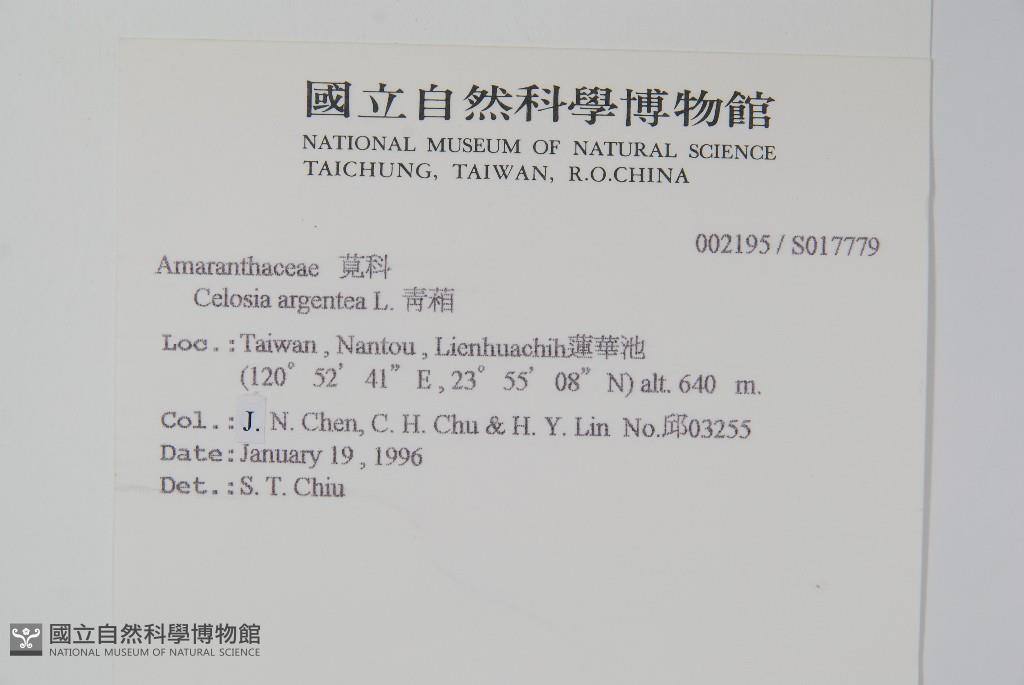 國立自然科學博物館
NATIONAL MUSEUM OF NATURAL SCIENCE
TAICHUNG, TAIWAN, R.O.CHINA
002195 / S017779
Amaranthaceae 莧科
Celosia argentea L. 青葙
Loc.:Taiwan , Nantou , Lienhuachih蓮華池
(120° 52' 41" E , 23° 55' 08" N) alt. 640 m.
Col.:J. N. Chen, C. H. Chu & H. Y. Lin No.邱03255
Date:January 19 , 1996
Det.:S. T. Chiu
國立自然科學博物館
NATIONAL MUSEUM OF NATURAL SCIENCE